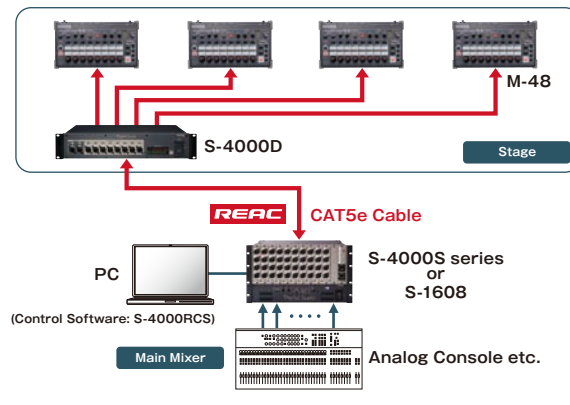 M-48
S-4000D
Stage
REAC
CAT5e Cable
PC
S-4000S series
or
S-1608
(Control Software: S-4000RCS)
Main Mixer
Analog Console etc.